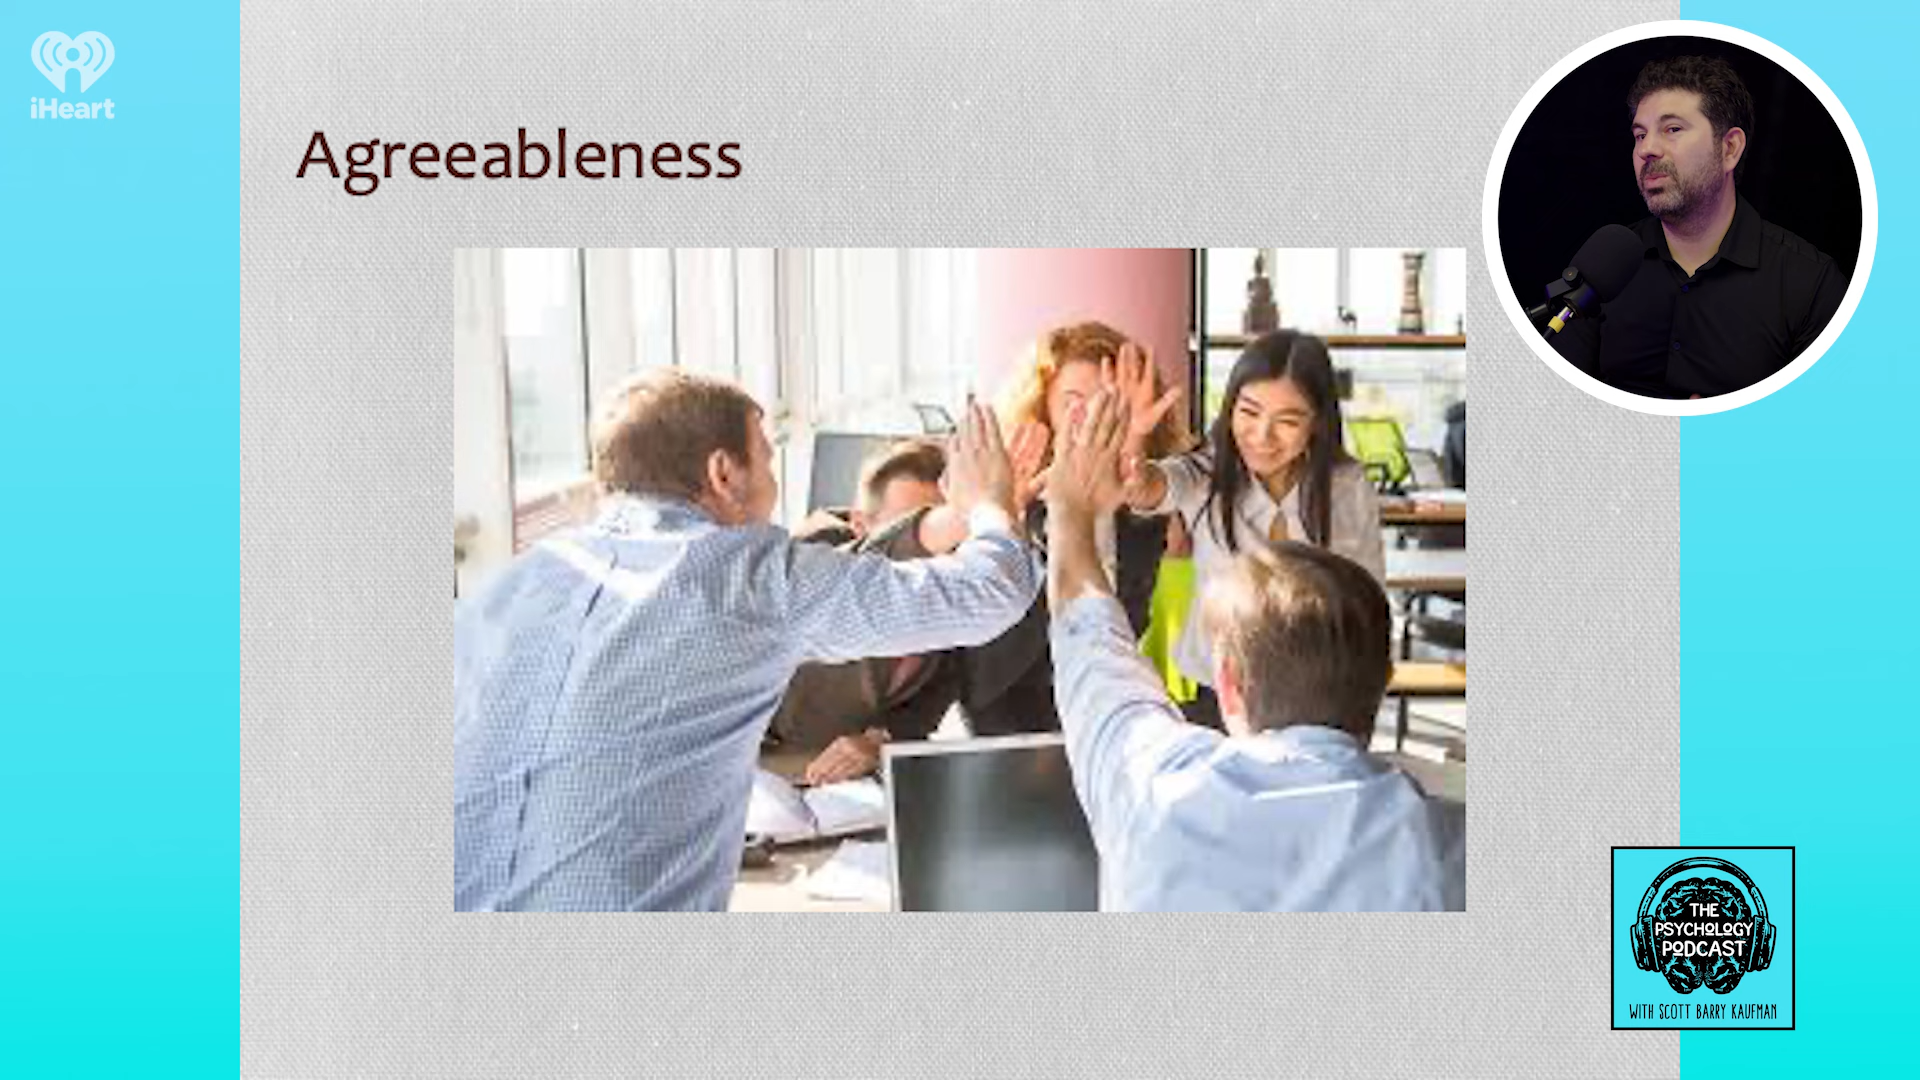 iHeart
Agreeableness
THE
PSYCHOLOGY
PODCAST
WITH SCOTT BARRY KAUFMAN